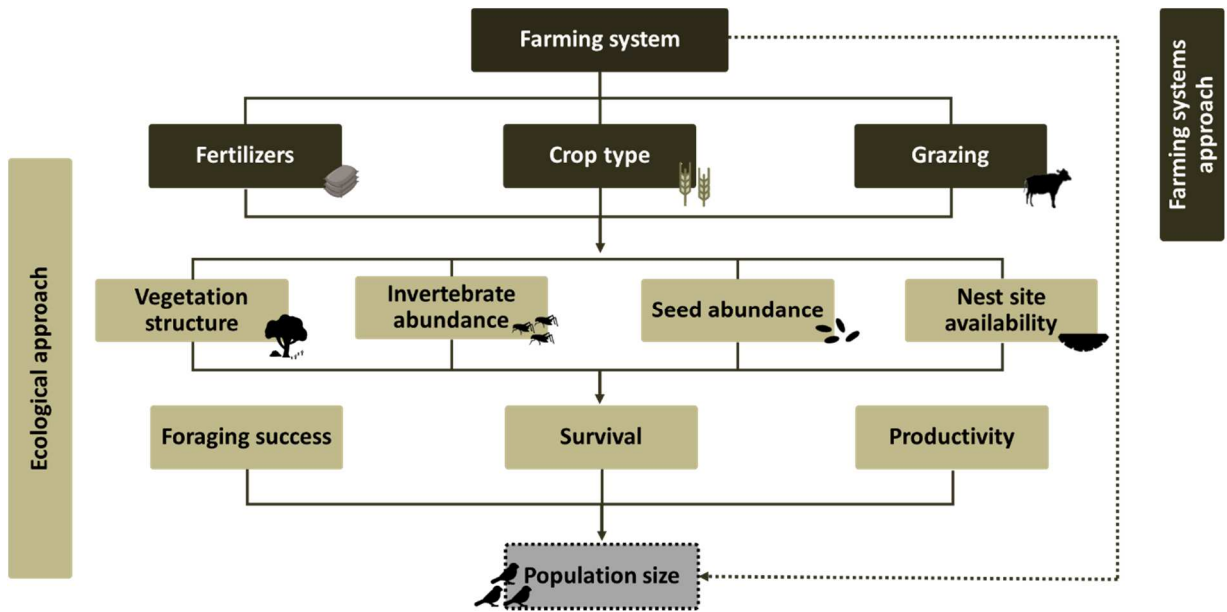 Farming system
Farming systems
approach
Fertilizers
Crop type
Grazing
Ecological approach
Vegetation
structure
Invertebrate
abundance
Seed abundance
Nest site
availability
Foraging success
Survival
Productivity
Population size